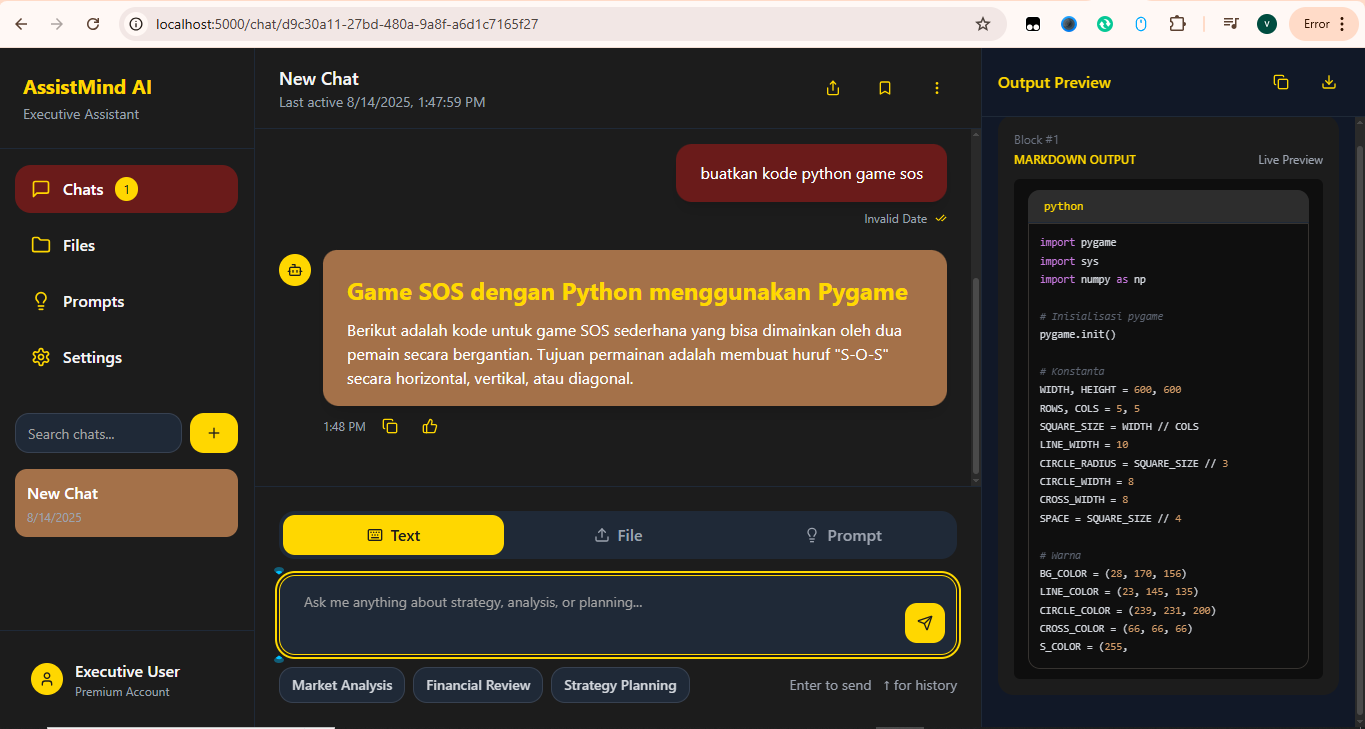 localhost:5000/chat/d9c30a11-27bd-480a-9a8f-a6d1c7165f27
V
Error
AssistMind AI
Executive Assistant
Chats 1
Files
Prompts
Settings
Search chats...
+
New Chat
8/14/2025
Executive User
Premium Account
New Chat
Last active 8/14/2025, 1:47:59 PM
buatkan kode python game sos
Invalid Date
Game SOS dengan Python menggunakan Pygame
Berikut adalah kode untuk game SOS sederhana yang bisa dimainkan oleh dua
pemain secara bergantian. Tujuan permainan adalah membuat huruf "S-O-S"
secara horizontal, vertikal, atau diagonal.
1:48 PM
Text File Prompt
Ask me anything about strategy, analysis, or planning...
Market Analysis Financial Review Strategy Planning Enter to send ↑ for history
Output Preview
Block #1
MARKDOWN OUTPUT Live Preview
python
import pygame
import sys
import numpy as np
# Inisialisasi pygame
pygame.init()
# Konstanta
WIDTH, HEIGHT = 600, 600
ROWS, COLS = 5, 5
SQUARE_SIZE = WIDTH // COLS
LINE_WIDTH = 10
CIRCLE_RADIUS = SQUARE_SIZE // 3
CIRCLE_WIDTH = 8
CROSS_WIDTH = 8
SPACE = SQUARE_SIZE // 4
# Warna
BG_COLOR = (28, 170, 156)
LINE_COLOR = (23, 145, 135)
CIRCLE_COLOR = (239, 231, 200)
CROSS_COLOR = (66, 66, 66)
S_COLOR = (255,